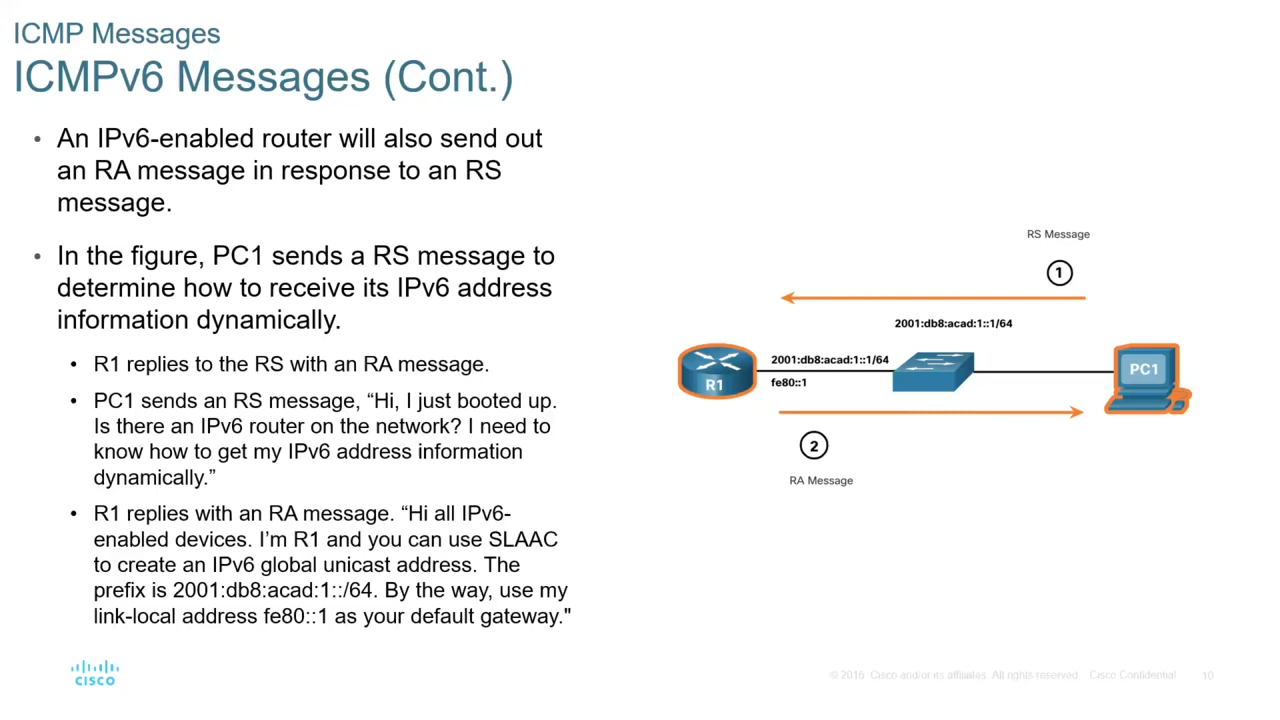 ICMP Messages
ICMPv6 Messages (Cont.)
• An IPv6-enabled router will also send out
an RA message in response to an RS
message.
• In the figure, PC1 sends a RS message to
determine how to receive its IPv6 address
information dynamically.
• R1 replies to the RS with an RA message.
• PC1 sends an RS message, “Hi, I just booted up.
Is there an IPv6 router on the network? I need to
know how to get my IPv6 address information
dynamically.”
• R1 replies with an RA message. “Hi all IPv6-
enabled devices. I’m R1 and you can use SLAAC
to create an IPv6 global unicast address. The
prefix is 2001:db8:acad:1::/64. By the way, use my
link-local address fe80::1 as your default gateway."
RS Message
1
2001:db8:acad:1::1/64
2001:db8:acad:1::1/64
fe80::1
R1
PC1
2
RA Message
CISCO
© 2016 Cisco and/or its affiliates. All rights reserved. Cisco Confidential
10